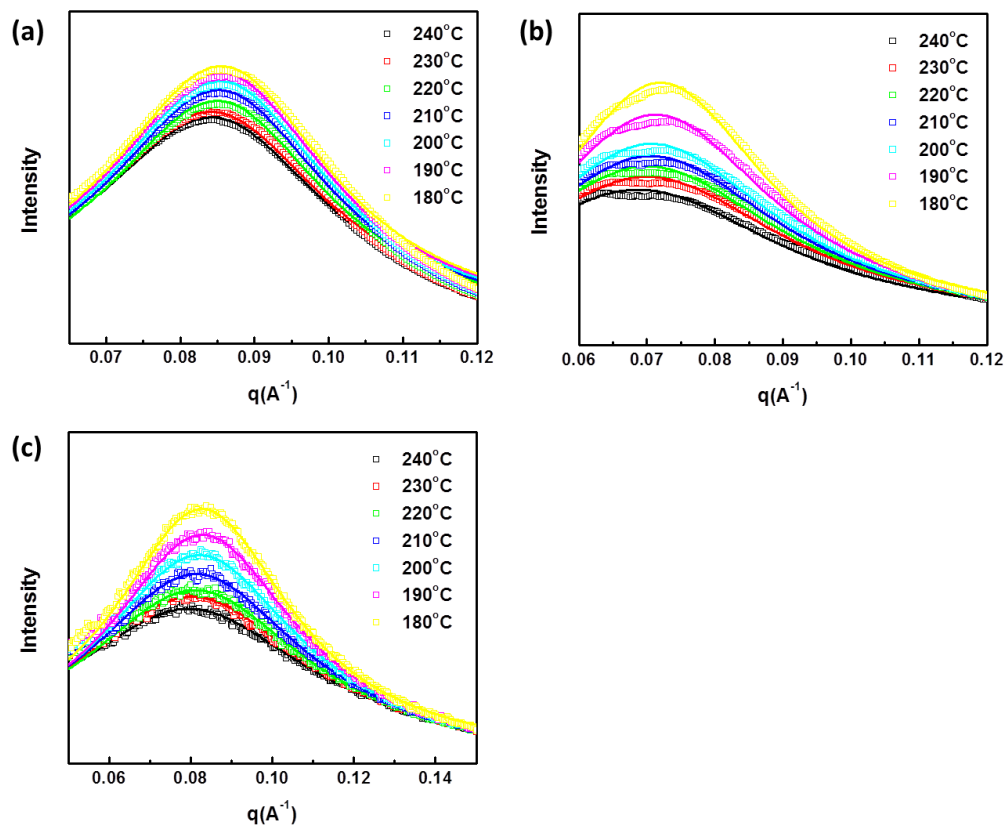 (a)
240°C
230°C
220°C
210°C
200°C
190°C
180°C
Intensity
0.07 0.08 0.09 0.10 0.11 0.12
q(A⁻¹)
(b)
240°C
230°C
220°C
210°C
200°C
190°C
180°C
Intensity
0.06 0.07 0.08 0.09 0.10 0.11 0.12
q(A⁻¹)
(c)
240°C
230°C
220°C
210°C
200°C
190°C
180°C
Intensity
0.06 0.08 0.10 0.12 0.14
q(A⁻¹)